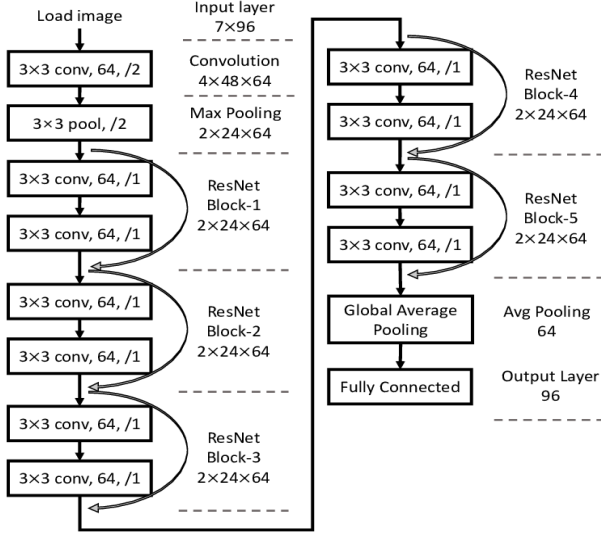 Load image
Input layer
7×96
3×3 conv, 64, /2
Convolution
4×48×64
3×3 pool, /2
Max Pooling
2×24×64
3×3 conv, 64, /1
3×3 conv, 64, /1
ResNet
Block-1
2×24×64
3×3 conv, 64, /1
3×3 conv, 64, /1
ResNet
Block-2
2×24×64
3×3 conv, 64, /1
3×3 conv, 64, /1
ResNet
Block-3
2×24×64
3×3 conv, 64, /1
3×3 conv, 64, /1
ResNet
Block-4
2×24×64
3×3 conv, 64, /1
3×3 conv, 64, /1
ResNet
Block-5
2×24×64
Global Average
Pooling
Avg Pooling
64
Fully Connected
Output Layer
96